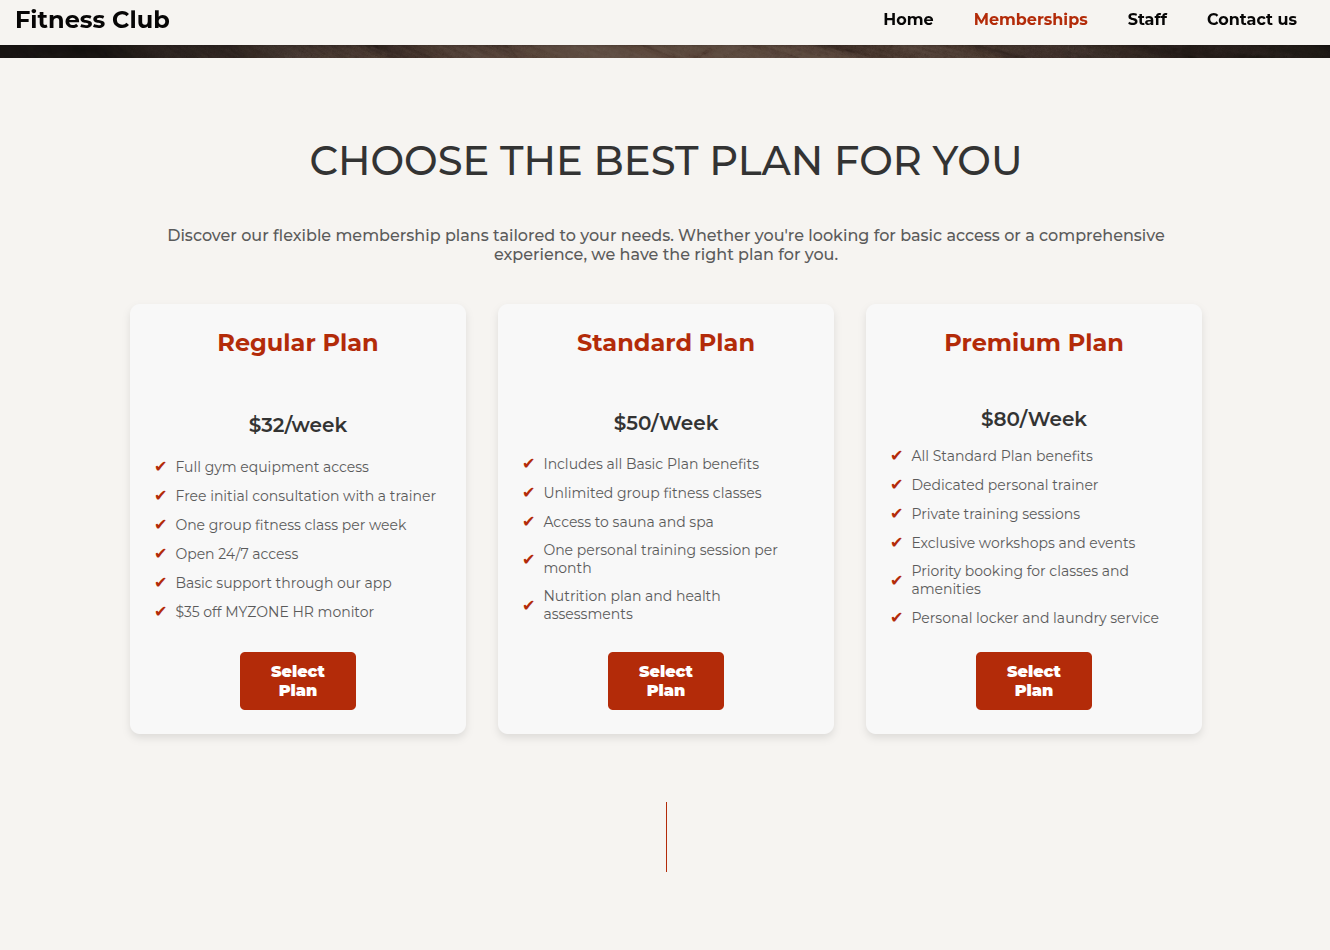 Fitness Club
Home Memberships Staff Contact us
CHOOSE THE BEST PLAN FOR YOU
Discover our flexible membership plans tailored to your needs. Whether you're looking for basic access or a comprehensive
experience, we have the right plan for you.
Regular Plan
$32/week
✔ Full gym equipment access
✔ Free initial consultation with a trainer
✔ One group fitness class per week
✔ Open 24/7 access
✔ Basic support through our app
✔ $35 off MYZONE HR monitor
Select
Plan
Standard Plan
$50/Week
✔ Includes all Basic Plan benefits
✔ Unlimited group fitness classes
✔ Access to sauna and spa
✔ One personal training session per
month
✔ Nutrition plan and health
assessments
Select
Plan
Premium Plan
$80/Week
✔ All Standard Plan benefits
✔ Dedicated personal trainer
✔ Private training sessions
✔ Exclusive workshops and events
✔ Priority booking for classes and
amenities
✔ Personal locker and laundry service
Select
Plan